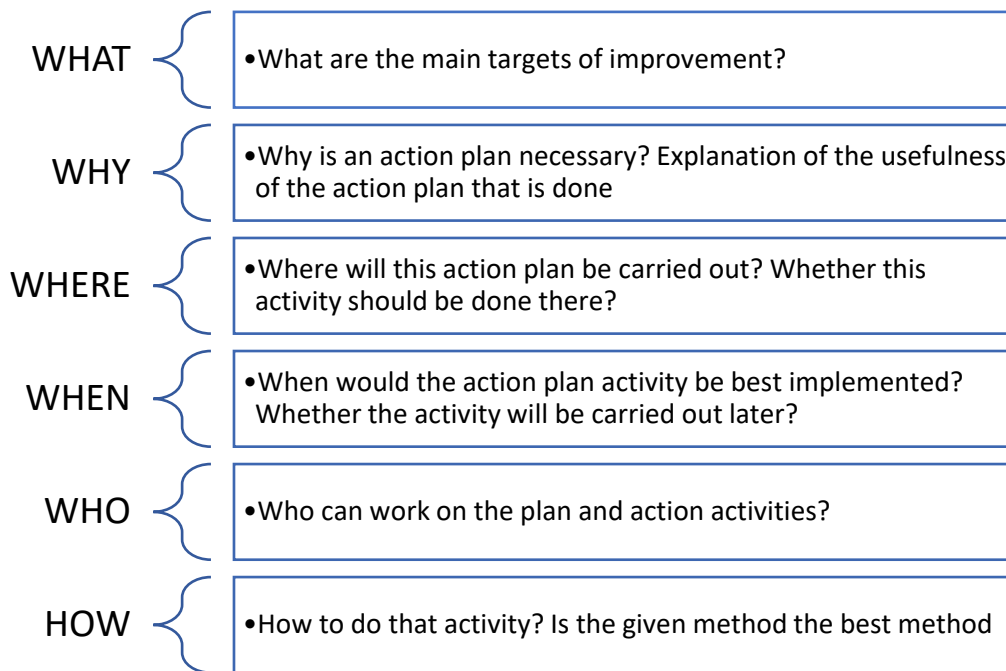 WHAT
•What are the main targets of improvement?
WHY
•Why is an action plan necessary? Explanation of the usefulness
of the action plan that is done
WHERE
•Where will this action plan be carried out? Whether this
activity should be done there?
WHEN
•When would the action plan activity be best implemented?
Whether the activity will be carried out later?
WHO
•Who can work on the plan and action activities?
HOW
•How to do that activity? Is the given method the best method